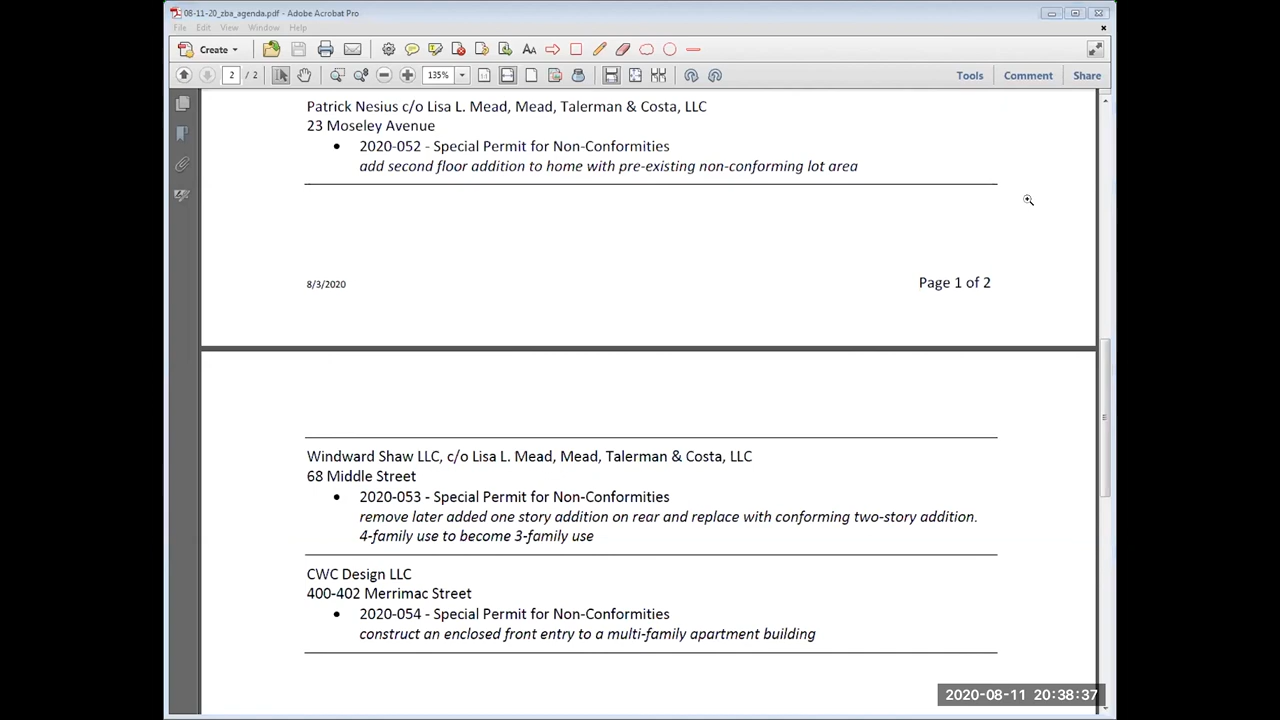 08-11-20_zba_agenda.pdf - Adobe Acrobat Pro
File Edit View Window Help
Create
2 / 2
135%
Tools Comment Share
Patrick Nesius c/o Lisa L. Mead, Mead, Talerman & Costa, LLC
23 Moseley Avenue
• 2020-052 - Special Permit for Non-Conformities
add second floor addition to home with pre-existing non-conforming lot area
8/3/2020
Page 1 of 2
Windward Shaw LLC, c/o Lisa L. Mead, Mead, Talerman & Costa, LLC
68 Middle Street
• 2020-053 - Special Permit for Non-Conformities
remove later added one story addition on rear and replace with conforming two-story addition.
4-family use to become 3-family use
CWC Design LLC
400-402 Merrimac Street
• 2020-054 - Special Permit for Non-Conformities
construct an enclosed front entry to a multi-family apartment building
2020-08-11 20:38:37